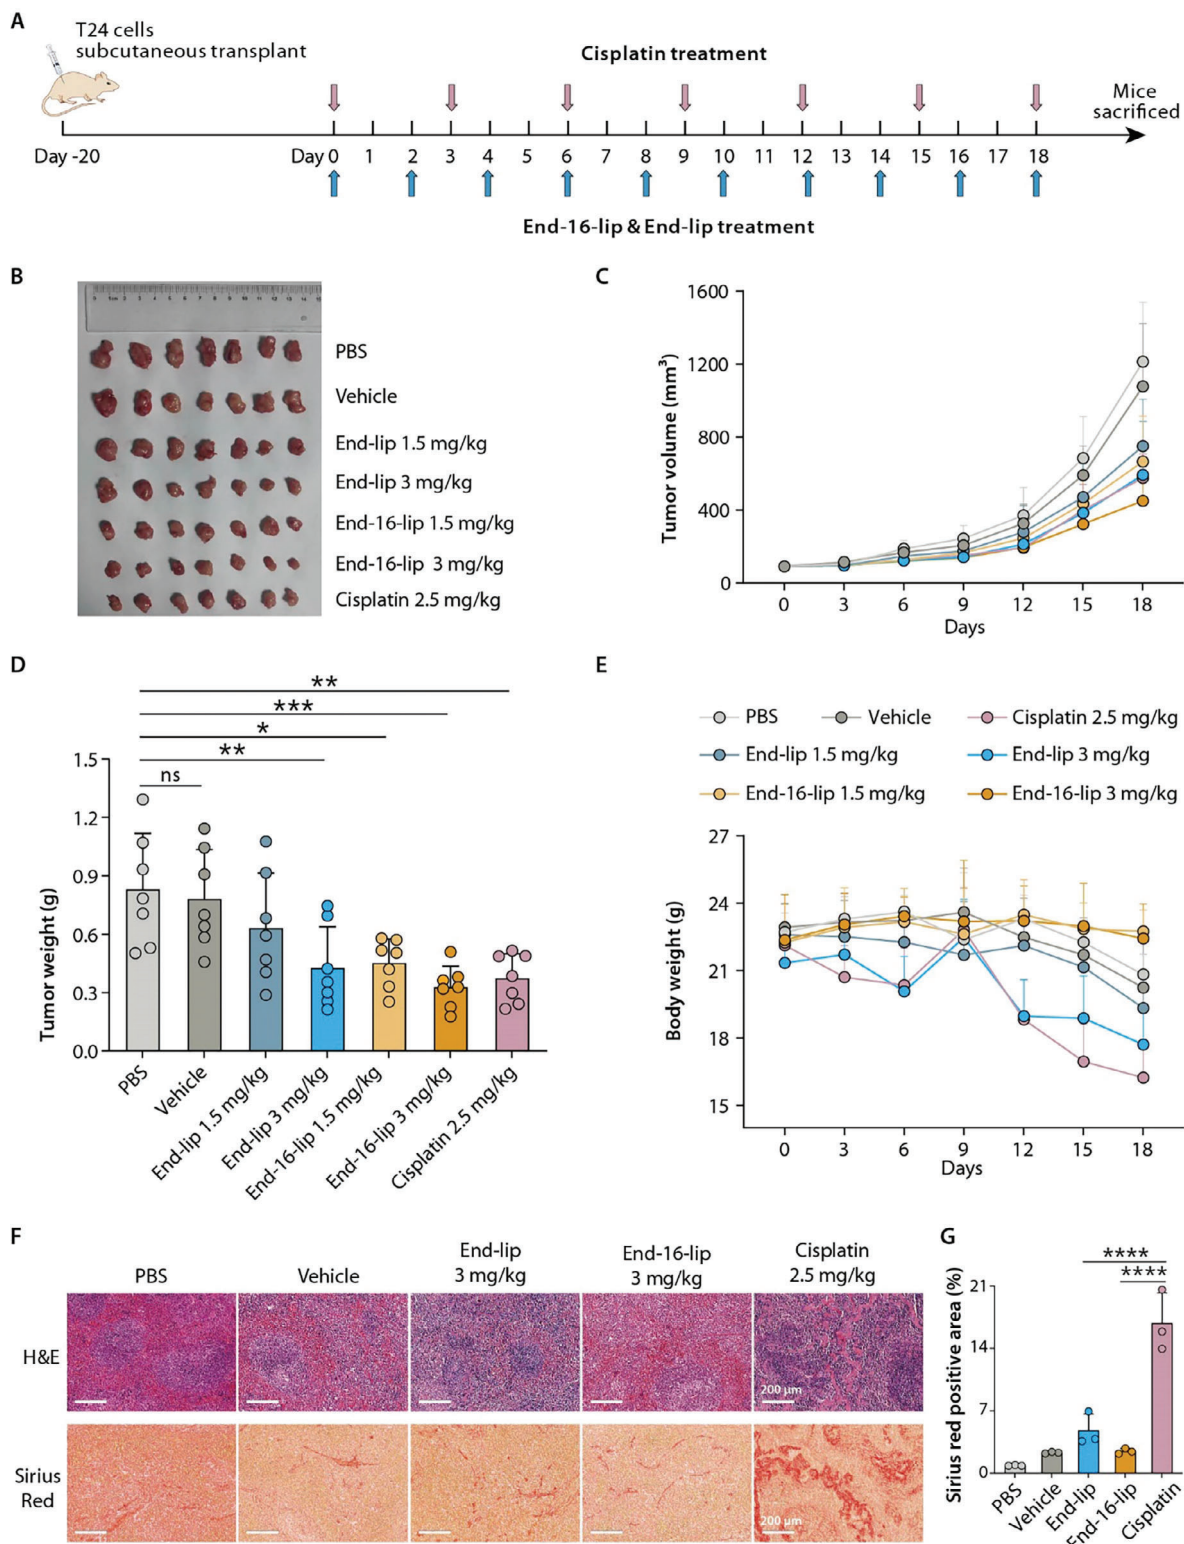 A
T24 cells
subcutaneous transplant
Cisplatin treatment
Mice
sacrificed
Day -20
Day 0 1 2 3 4 5 6 7 8 9 10 11 12 13 14 15 16 17 18
End-16-lip & End-lip treatment
B
PBS
Vehicle
End-lip 1.5 mg/kg
End-lip 3 mg/kg
End-16-lip 1.5 mg/kg
End-16-lip 3 mg/kg
Cisplatin 2.5 mg/kg
C
Tumor volume (mm³)
1600
1200
800
400
0
0 3 6 9 12 15 18
Days
D
**
***
*
**
ns
Tumor weight (g)
1.5
1.2
0.9
0.6
0.3
0.0
PBS
Vehicle
End-lip 1.5 mg/kg
End-lip 3 mg/kg
End-16-lip 1.5 mg/kg
End-16-lip 3 mg/kg
Cisplatin 2.5 mg/kg
E
PBS Vehicle Cisplatin 2.5 mg/kg
End-lip 1.5 mg/kg End-lip 3 mg/kg
End-16-lip 1.5 mg/kg End-16-lip 3 mg/kg
Body weight (g)
27
24
21
18
15
0 3 6 9 12 15 18
Days
F
PBS
Vehicle
End-lip
3 mg/kg
End-16-lip
3 mg/kg
Cisplatin
2.5 mg/kg
H&E
200 μm
Sirius
Red
200 μm
G
****
****
Sirius red positive area (%)
21
14
7
0
PBS
Vehicle
End-lip
End-16-lip
Cisplatin